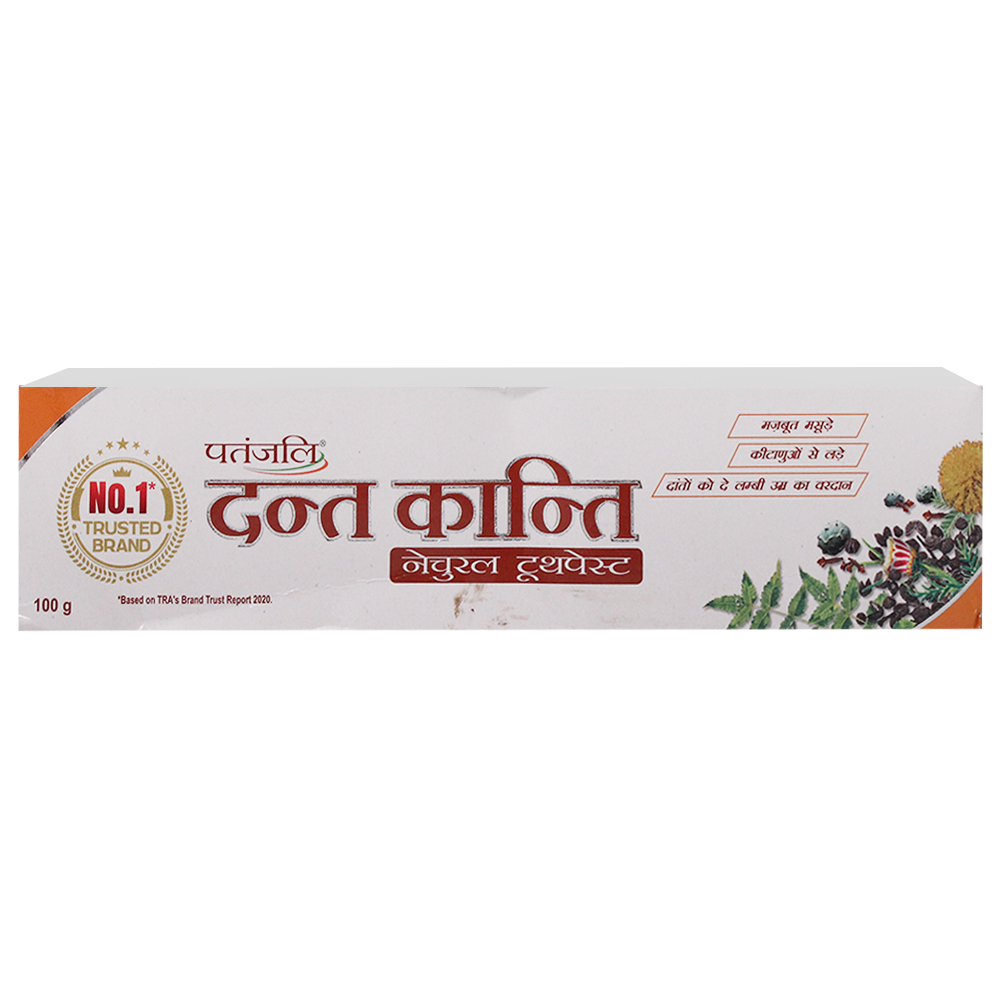 NO.1*
TRUSTED
BRAND
100 g
*Based on TRA's Brand Trust Report 2020.
पतंजलि®
दन्त कान्ति
नेचुरल टूथपेस्ट
मज़बूत मसूड़े
कीटाणुओं से लड़े
दांतों को दे लम्बी उम्र का वरदान